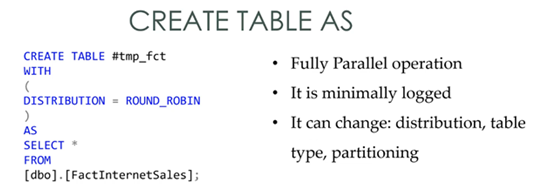 CREATE TABLE AS
CREATE TABLE #tmp_fct
WITH
(
DISTRIBUTION = ROUND_ROBIN
)
AS
SELECT *
FROM
[dbo].[FactInternetSales];
• Fully Parallel operation
• It is minimally logged
• It can change: distribution, table
type, partitioning